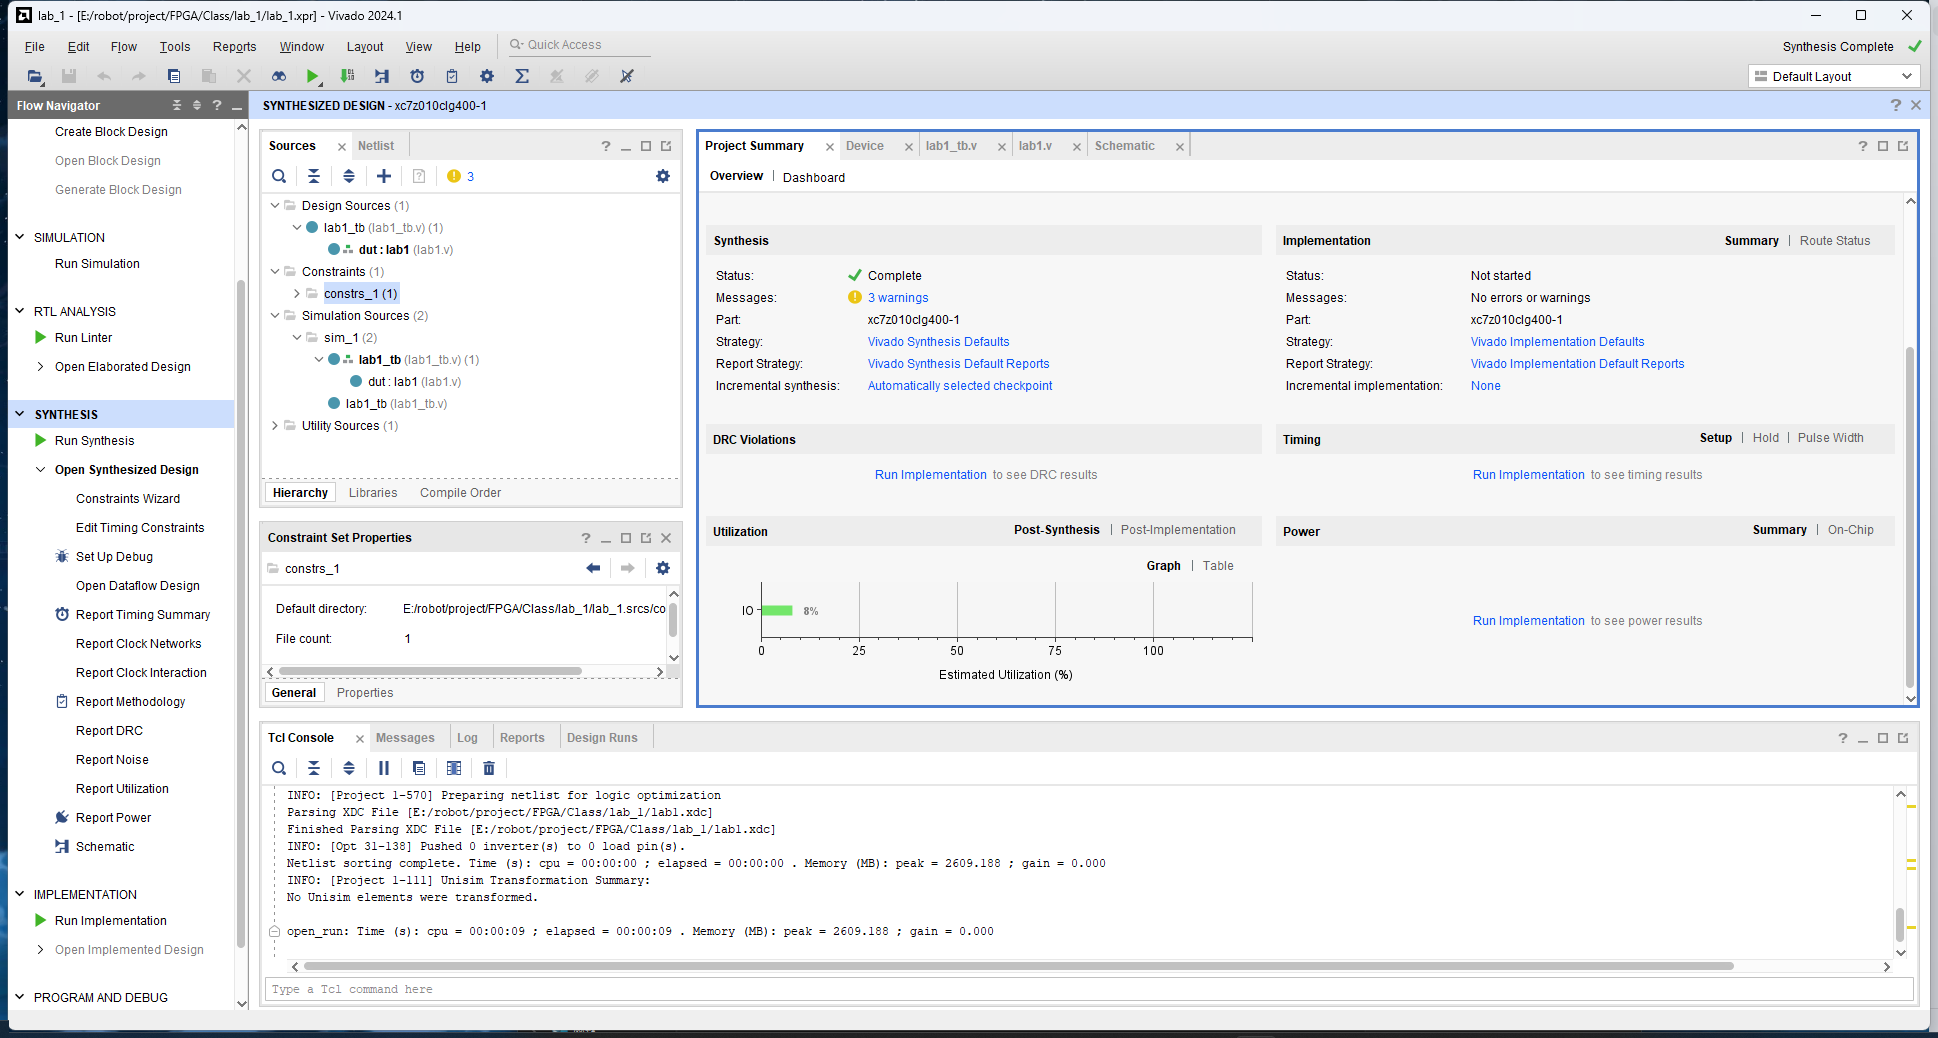 lab_1 - [E:/robot/project/FPGA/Class/lab_1/lab_1.xpr] - Vivado 2024.1
File Edit Flow Tools Reports Window Layout View Help Quick Access
Synthesis Complete
Default Layout
Flow Navigator
Create Block Design
Open Block Design
Generate Block Design
SIMULATION
Run Simulation
RTL ANALYSIS
Run Linter
Open Elaborated Design
SYNTHESIS
Run Synthesis
Open Synthesized Design
Constraints Wizard
Edit Timing Constraints
Set Up Debug
Open Dataflow Design
Report Timing Summary
Report Clock Networks
Report Clock Interaction
Report Methodology
Report DRC
Report Noise
Report Utilization
Report Power
Schematic
IMPLEMENTATION
Run Implementation
Open Implemented Design
PROGRAM AND DEBUG
SYNTHESIZED DESIGN - xc7z010clg400-1
Sources Netlist
3
Design Sources (1)
lab1_tb (lab1_tb.v) (1)
dut : lab1 (lab1.v)
Constraints (1)
constrs_1 (1)
Simulation Sources (2)
sim_1 (2)
lab1_tb (lab1_tb.v) (1)
dut : lab1 (lab1.v)
lab1_tb (lab1_tb.v)
Utility Sources (1)
Hierarchy Libraries Compile Order
Constraint Set Properties
constrs_1
Default directory: E:/robot/project/FPGA/Class/lab_1/lab_1.srcs/co
File count: 1
General Properties
Project Summary Device lab1_tb.v lab1.v Schematic
Overview | Dashboard
Synthesis
Status: Complete
Messages: 3 warnings
Part: xc7z010clg400-1
Strategy: Vivado Synthesis Defaults
Report Strategy: Vivado Synthesis Default Reports
Incremental synthesis: Automatically selected checkpoint
Implementation Summary | Route Status
Status: Not started
Messages: No errors or warnings
Part: xc7z010clg400-1
Strategy: Vivado Implementation Defaults
Report Strategy: Vivado Implementation Default Reports
Incremental implementation: None
DRC Violations
Run Implementation to see DRC results
Timing Setup | Hold | Pulse Width
Run Implementation to see timing results
Utilization Post-Synthesis | Post-Implementation
Graph | Table
IO 8%
0 25 50 75 100
Estimated Utilization (%)
Power Summary | On-Chip
Run Implementation to see power results
Tcl Console Messages Log Reports Design Runs
INFO: [Project 1-570] Preparing netlist for logic optimization
Parsing XDC File [E:/robot/project/FPGA/Class/lab_1/lab1.xdc]
Finished Parsing XDC File [E:/robot/project/FPGA/Class/lab_1/lab1.xdc]
INFO: [Opt 31-138] Pushed 0 inverter(s) to 0 load pin(s).
Netlist sorting complete. Time (s): cpu = 00:00:00 ; elapsed = 00:00:00 . Memory (MB): peak = 2609.188 ; gain = 0.000
INFO: [Project 1-111] Unisim Transformation Summary:
No Unisim elements were transformed.
open_run: Time (s): cpu = 00:00:09 ; elapsed = 00:00:09 . Memory (MB): peak = 2609.188 ; gain = 0.000
Type a Tcl command here